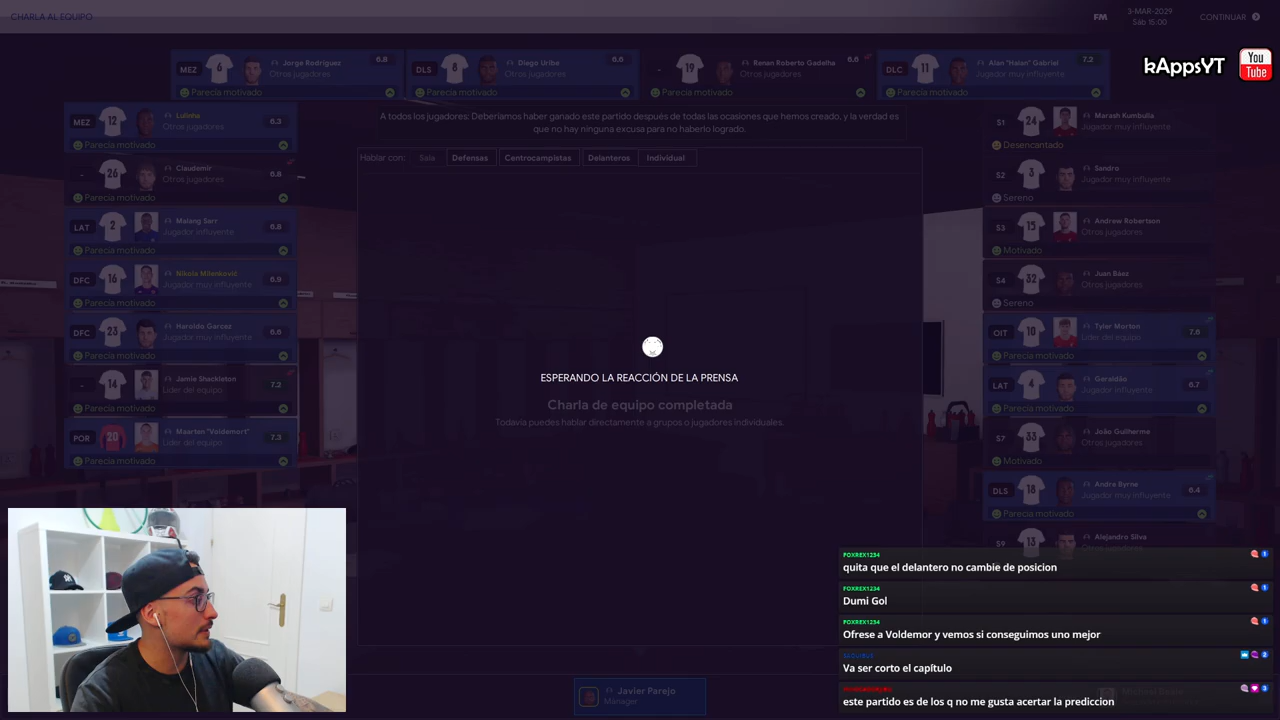 CHARLA AL EQUIPO
FM
3-MAR-2029
Sáb 15:00
CONTINUAR
kAppsYT
You
Tube
MEZ 6 Jorge Rodríguez 6.8
Otros jugadores
Parecía motivado
DLS 8 Diego Uribe 6.6
Otros jugadores
Parecía motivado
- 19 Renan Roberto Gadelha 6.6
Otros jugadores
Parecía motivado
DLC 11 Alan "Halan" Gabriel 7.2
Jugador muy influyente
Parecía motivado
A todos los jugadores: Deberíamos haber ganado este partido después de todas las ocasiones que hemos creado, y la verdad es
que no hay ninguna excusa para no haberlo logrado.
Hablar con: Sala Defensas Centrocampistas Delanteros Individual
MEZ 12 Lulinha 6.3
Otros jugadores
Parecía motivado
- 26 Claudemir 6.8
Otros jugadores
Parecía motivado
LAT 2 Malang Sarr 6.8
Jugador influyente
Parecía motivado
DFC 16 Nikola Milenković 6.9
Jugador muy influyente
Parecía motivado
DFC 23 Haroldo Garcez 6.6
Jugador muy influyente
Parecía motivado
- 14 Jamie Shackleton 7.2
Líder del equipo
Parecía motivado
POR 20 Maarten "Voldemort" 7.3
Líder del equipo
Parecía motivado
ESPERANDO LA REACCIÓN DE LA PRENSA
Charla de equipo completada
Todavía puedes hablar directamente a grupos o jugadores individuales.
S1 24 Marash Kumbulla
Jugador muy influyente
Desencantado
S2 3 Sandro
Jugador muy influyente
Sereno
S3 15 Andrew Robertson
Otros jugadores
Motivado
S4 32 Juan Báez
Otros jugadores
Sereno
OIT 10 Tyler Morton 7.6
Líder del equipo
Parecía motivado
LAT 4 Geraldão 6.7
Jugador influyente
Parecía motivado
S7 33 João Guilherme
Otros jugadores
Motivado
DLS 18 Andre Byrne 6.4
Jugador muy influyente
Parecía motivado
S9 13 Alejandro Silva
FOXREX1234
quita que el delantero no cambie de posicion
FOXREX1234
Dumi Gol
FOXREX1234
Ofrese a Voldemor y vemos si conseguimos uno mejor
Va ser corto el capítulo
este partido es de los q no me gusta acertar la prediccion
Javier Parejo
Manager